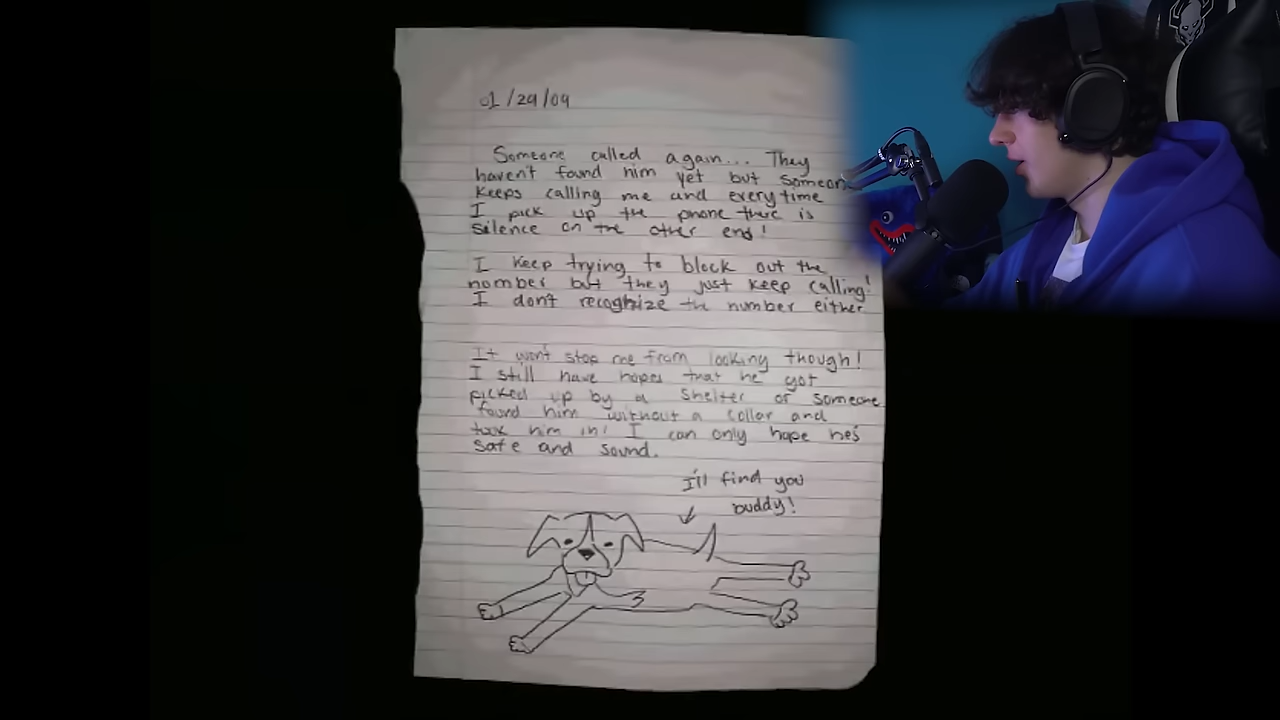 01/29/09
Someone called again... They
haven't found him yet but someone
keeps calling me and everytime
I pick up the phone there is
silence on the other end!
I keep trying to block out the
nomber but they just keep calling!
I don't recoghize the number either
It won't stop me from looking though!
I still have hopes that he got
picked up by a shelter or someone
found him without a collar and
took him in! I can only hope he's
safe and sound.
I'll find you
buddy!